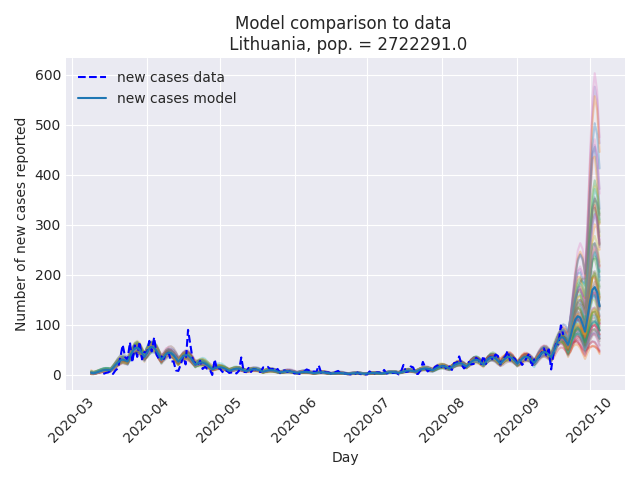 Model comparison to data
Lithuania, pop. = 2722291.0
new cases data
new cases model
Number of new cases reported
600
500
400
300
200
100
0
2020-03
2020-04
2020-05
2020-06
2020-07
2020-08
2020-09
2020-10
Day